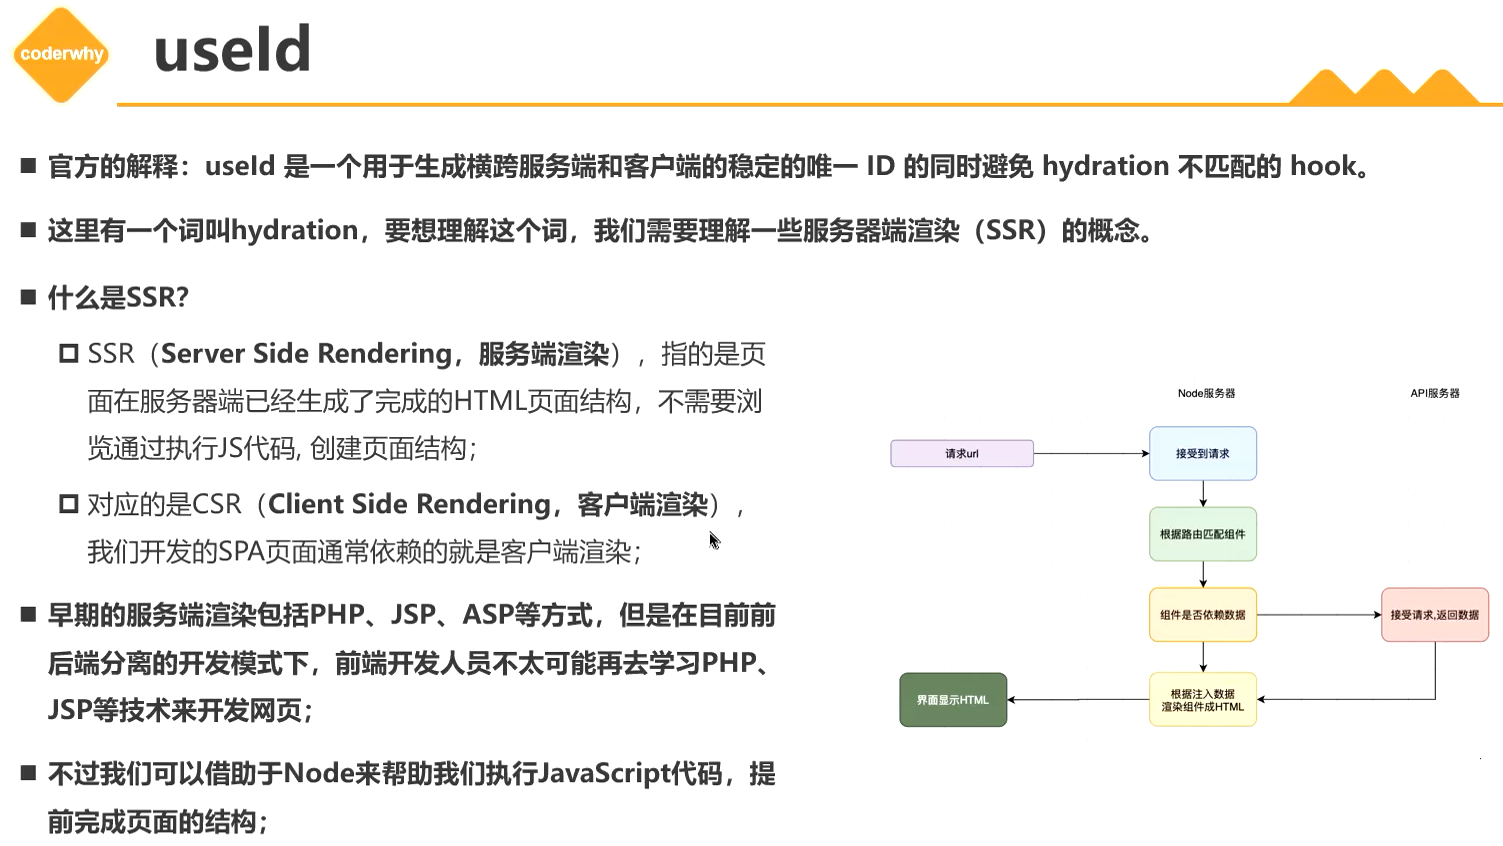 coderwhy
useId
官方的解释：useId 是一个用于生成横跨服务端和客户端的稳定的唯一 ID 的同时避免 hydration 不匹配的 hook。
这里有一个词叫hydration，要想理解这个词，我们需要理解一些服务器端渲染（SSR）的概念。
什么是SSR？
SSR（Server Side Rendering，服务端渲染），指的是页
面在服务器端已经生成了完成的HTML页面结构，不需要浏
览通过执行JS代码, 创建页面结构；
对应的是CSR（Client Side Rendering，客户端渲染），
我们开发的SPA页面通常依赖的就是客户端渲染；
早期的服务端渲染包括PHP、JSP、ASP等方式，但是在目前前
后端分离的开发模式下，前端开发人员不太可能再去学习PHP、
JSP等技术来开发网页；
不过我们可以借助于Node来帮助我们执行JavaScript代码，提
前完成页面的结构；
Node服务器
API服务器
请求url
接受到请求
根据路由匹配组件
组件是否依赖数据
接受请求,返回数据
界面显示HTML
根据注入数据
渲染组件成HTML